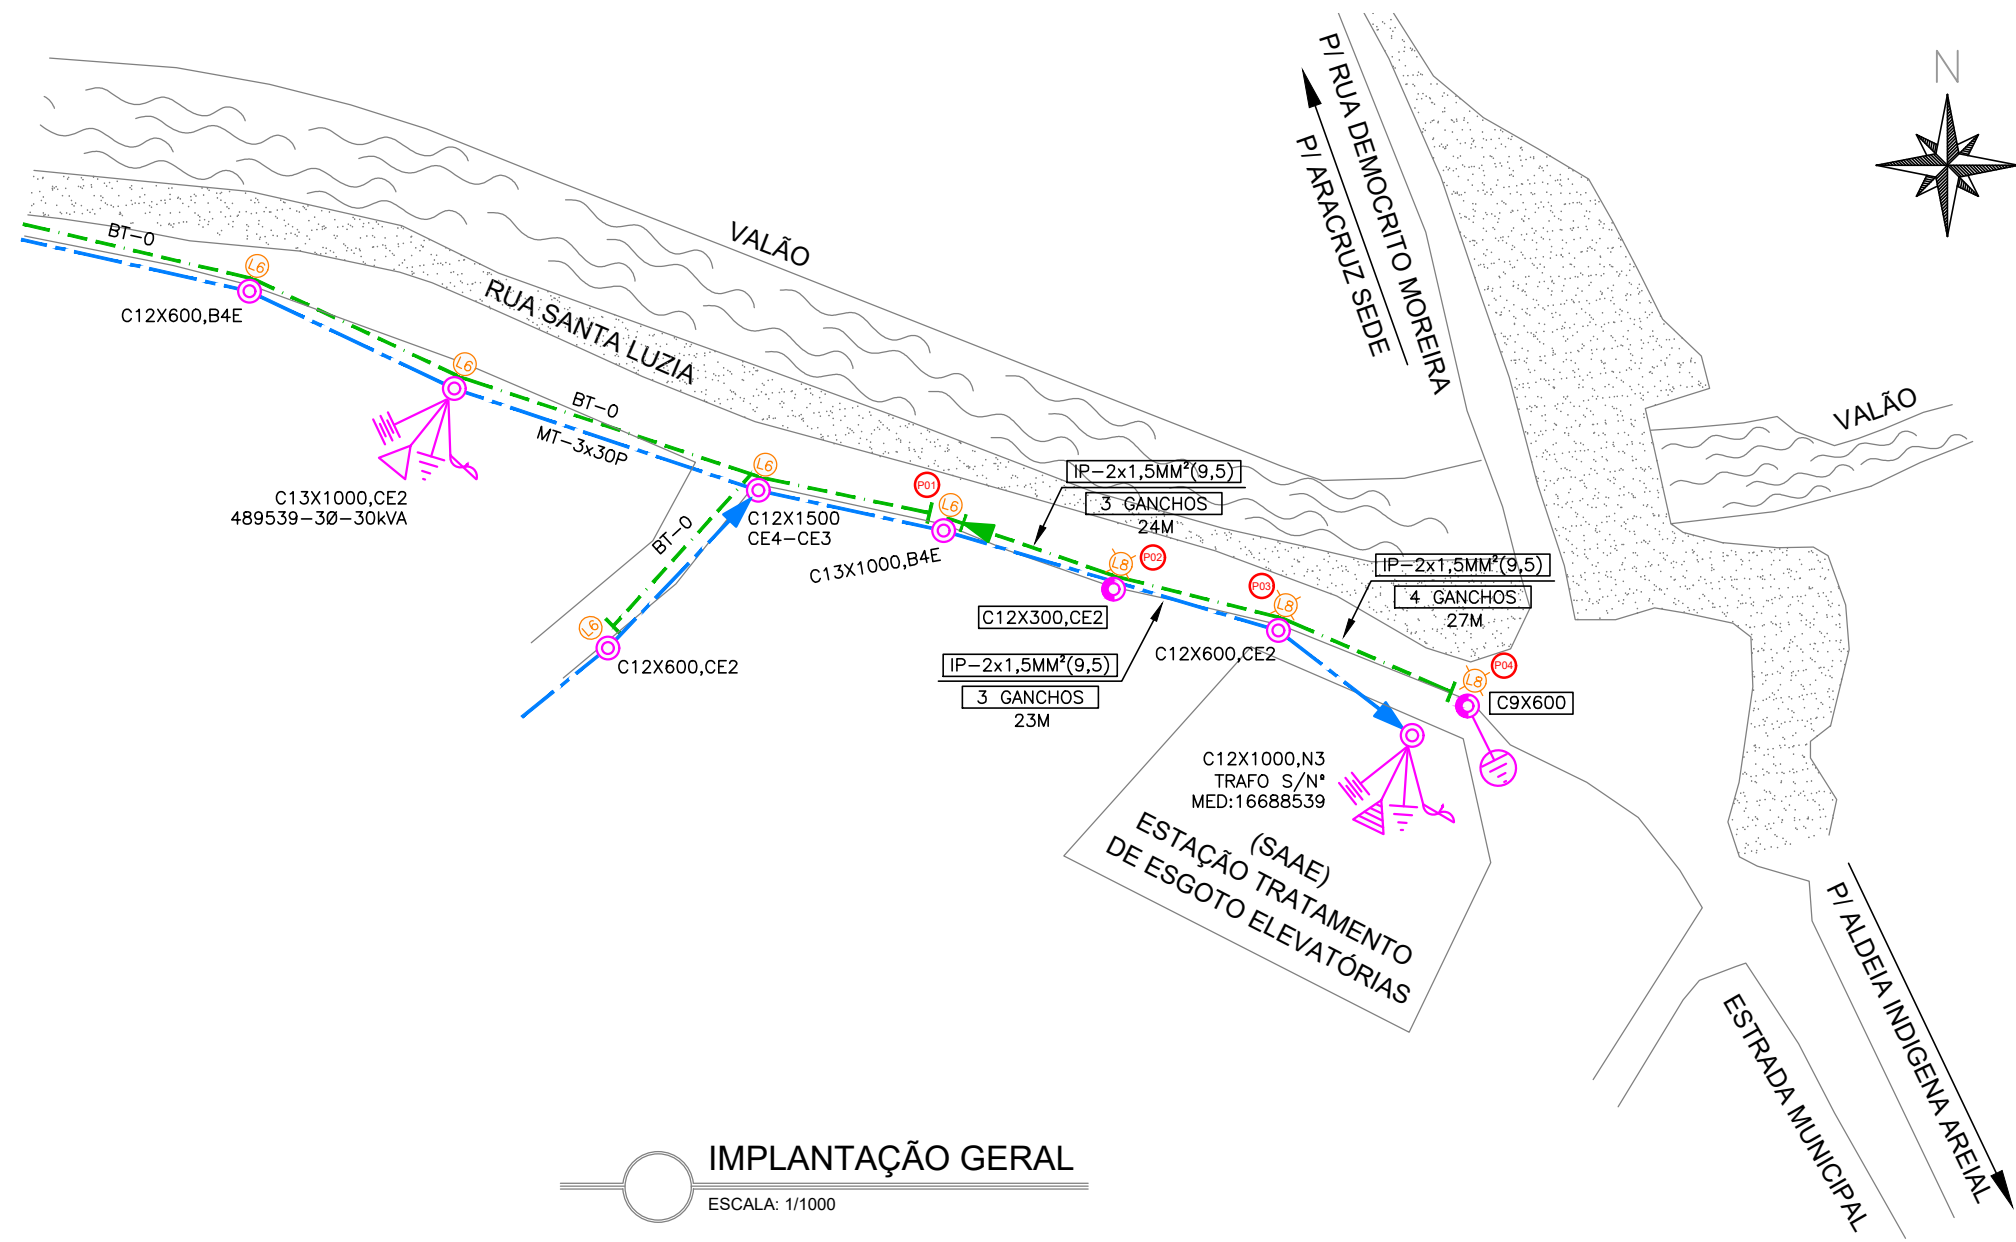 N
P/ RUA DEMOCRITO MOREIRA
P/ ARACRUZ SEDE
VALÃO
BT-0
L6
C12X600,B4E
RUA SANTA LUZIA
L6
BT-0
MT-3x30P
C13X1000,CE2
489539-3Ø-30kVA
VALÃO
L6
C12X1500
CE4-CE3
BT-0
P01
L6
C13X1000,B4E
IP-2x1,5MM²(9,5)
3 GANCHOS
24M
L8
P02
C12X300,CE2
P03
L8
IP-2x1,5MM²(9,5)
4 GANCHOS
27M
L6
C12X600,CE2
IP-2x1,5MM²(9,5)
3 GANCHOS
23M
C12X600,CE2
L8
P04
C9X600
C12X1000,N3
TRAFO S/Nº
MED:16688539
(SAAE)
ESTAÇÃO TRATAMENTO
DE ESGOTO ELEVATÓRIAS
P/ ALDEIA INDIGENA AREIAL
ESTRADA MUNICIPAL
IMPLANTAÇÃO GERAL
ESCALA: 1/1000